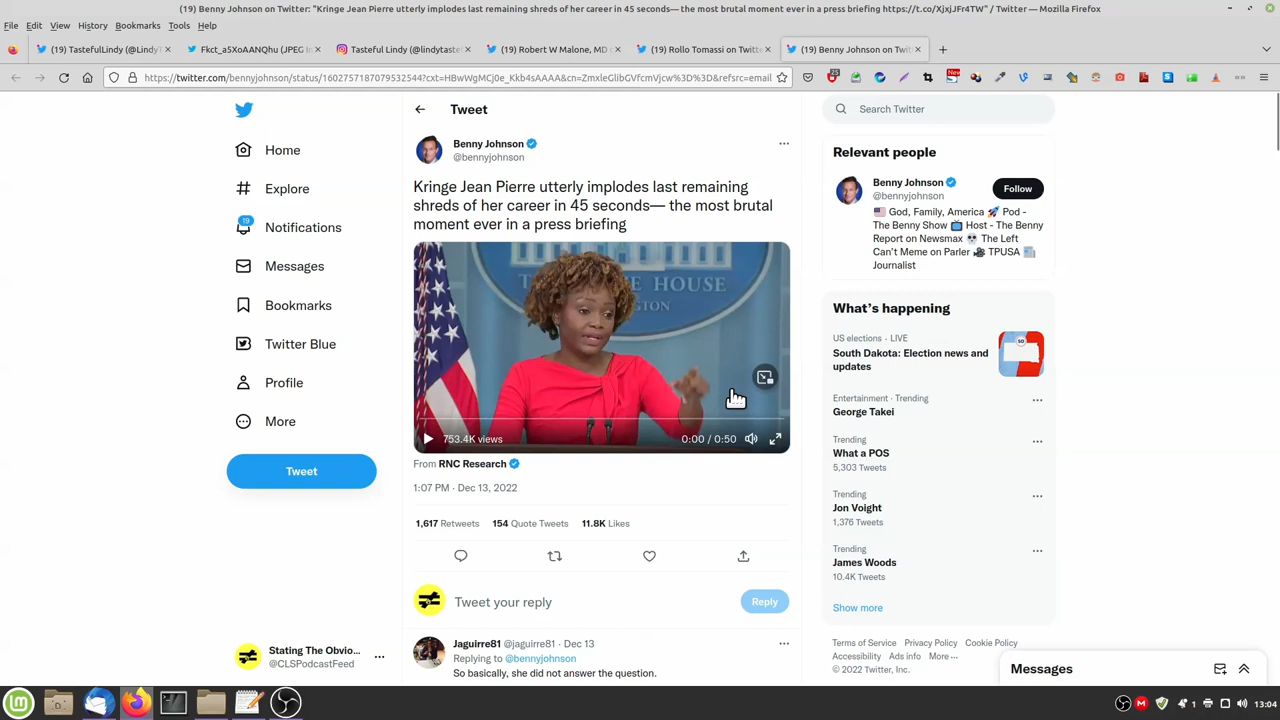 (19) Benny Johnson on Twitter: "Kringe Jean Pierre utterly implodes last remaining shreds of her career in 45 seconds— the most brutal moment ever in a press briefing https://t.co/XjxjJFr4TW" / Twitter — Mozilla Firefox
File Edit View History Bookmarks Tools Help
(19) TastefulLindy (@LindyT
Fkct_a5XoAANQhu (JPEG In
Tasteful Lindy (@lindytaste
(19) Robert W Malone, MD o
(19) Rollo Tomassi on Twitte
(19) Benny Johnson on Twit
https://twitter.com/bennyjohnson/status/1602757187079532544?cxt=HBwWgMCj0e_Kkb4sAAAA&cn=ZmxleGlibGVfcmVjcw%3D%3D&refsrc=email
25
New
Home
Explore
19
Notifications
Messages
Bookmarks
Twitter Blue
Profile
More
Tweet
Stating The Obvio...
@CLSPodcastFeed
Tweet
Benny Johnson
@bennyjohnson
Kringe Jean Pierre utterly implodes last remaining
shreds of her career in 45 seconds— the most brutal
moment ever in a press briefing
HOUSE
753.4K views
0:00 / 0:50
From RNC Research
1:07 PM · Dec 13, 2022
1,617 Retweets 154 Quote Tweets 11.8K Likes
Tweet your reply
Reply
Jaguirre81 @jaguirre81 · Dec 13
Replying to @bennyjohnson
So basically, she did not answer the question.
Search Twitter
Relevant people
Benny Johnson
@bennyjohnson
Follow
God, Family, America 🚀 Pod -
The Benny Show 📺 Host - The Benny
Report on Newsmax 💀 The Left
Can't Meme on Parler 🎥 TPUSA 📰
Journalist
What's happening
US elections · LIVE
South Dakota: Election news and
updates
Entertainment · Trending
George Takei
Trending
What a POS
5,303 Tweets
Trending
Jon Voight
1,376 Tweets
Trending
James Woods
10.4K Tweets
Show more
Terms of Service Privacy Policy Cookie Policy
Accessibility Ads info More ···
© 2022 Twitter, Inc.
Messages
1
13:04